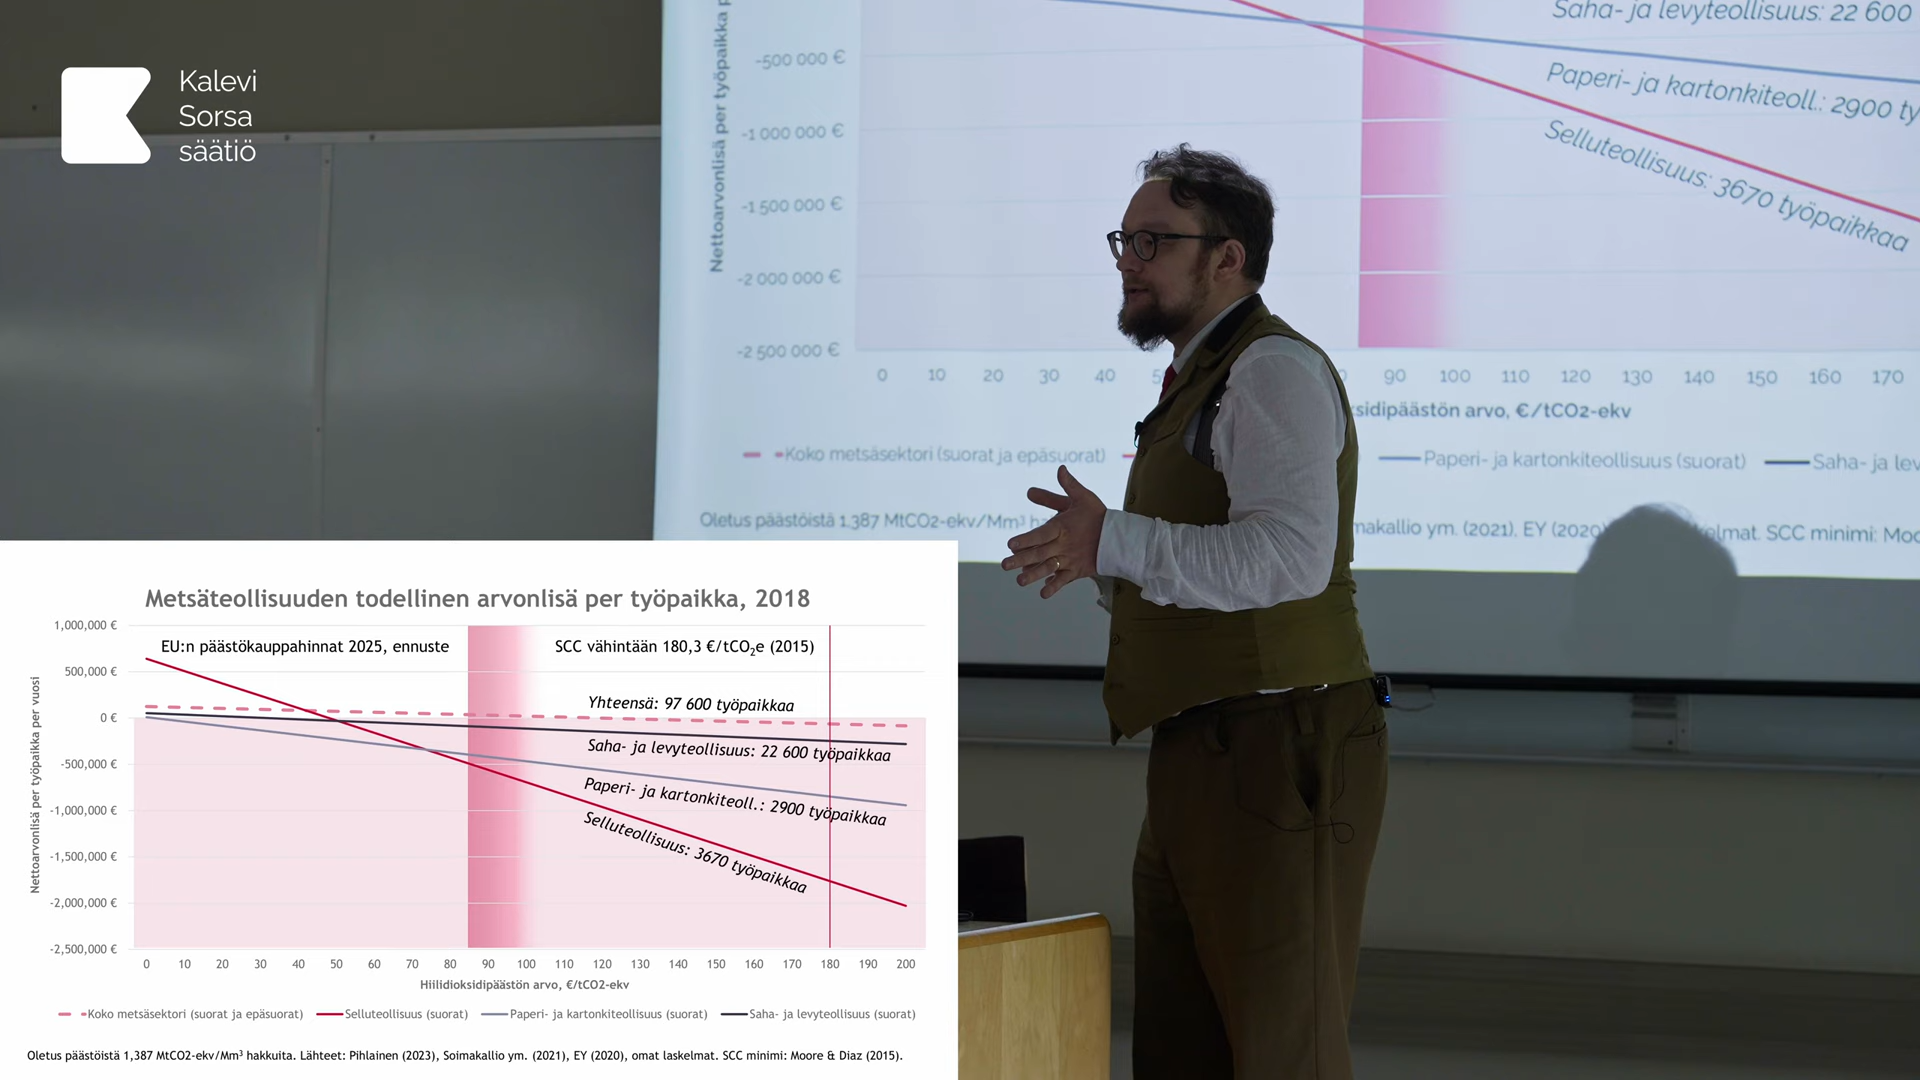 Kalevi
Sorsa
säätiö
Nettoarvonlisä per työpaikka
-500 000 €
-1 000 000 €
-1 500 000 €
-2 000 000 €
-2 500 000 €
Saha- ja levyteollisuus: 22 600
Paperi- ja kartonkiteoll.: 2900
Selluteollisuus: 3670 työpaikkaa
0 10 20 30 40 90 100 110 120 130 140 150 160 170
sidipäästön arvo, €/tCO2-ekv
Koko metsäsektori (suorat ja epäsuorat) Paperi- ja kartonkiteollisuus (suorat) Saha- ja lev
Oletus päästöistä 1,387 MtCO2-ekv/Mm³ makallio ym. (2021), EY (2020) elmat. SCC minimi: Moo
Metsäteollisuuden todellinen arvonlisä per työpaikka, 2018
Nettoarvonlisä per työpaikka per vuosi
1,000,000 €
500,000 €
0 €
-500,000 €
-1,000,000 €
-1,500,000 €
-2,000,000 €
-2,500,000 €
EU:n päästökauppahinnat 2025, ennuste
SCC vähintään 180,3 €/tCO₂e (2015)
Yhteensä: 97 600 työpaikkaa
Saha- ja levyteollisuus: 22 600 työpaikkaa
Paperi- ja kartonkiteoll.: 2900 työpaikkaa
Selluteollisuus: 3670 työpaikkaa
0 10 20 30 40 50 60 70 80 90 100 110 120 130 140 150 160 170 180 190 200
Hiilidioksidipäästön arvo, €/tCO2-ekv
Koko metsäsektori (suorat ja epäsuorat) Selluteollisuus (suorat) Paperi- ja kartonkiteollisuus (suorat) Saha- ja levyteollisuus (suorat)
Oletus päästöistä 1,387 MtCO2-ekv/Mm³ hakkuita. Lähteet: Pihlainen (2023), Soimakallio ym. (2021), EY (2020), omat laskelmat. SCC minimi: Moore & Diaz (2015).